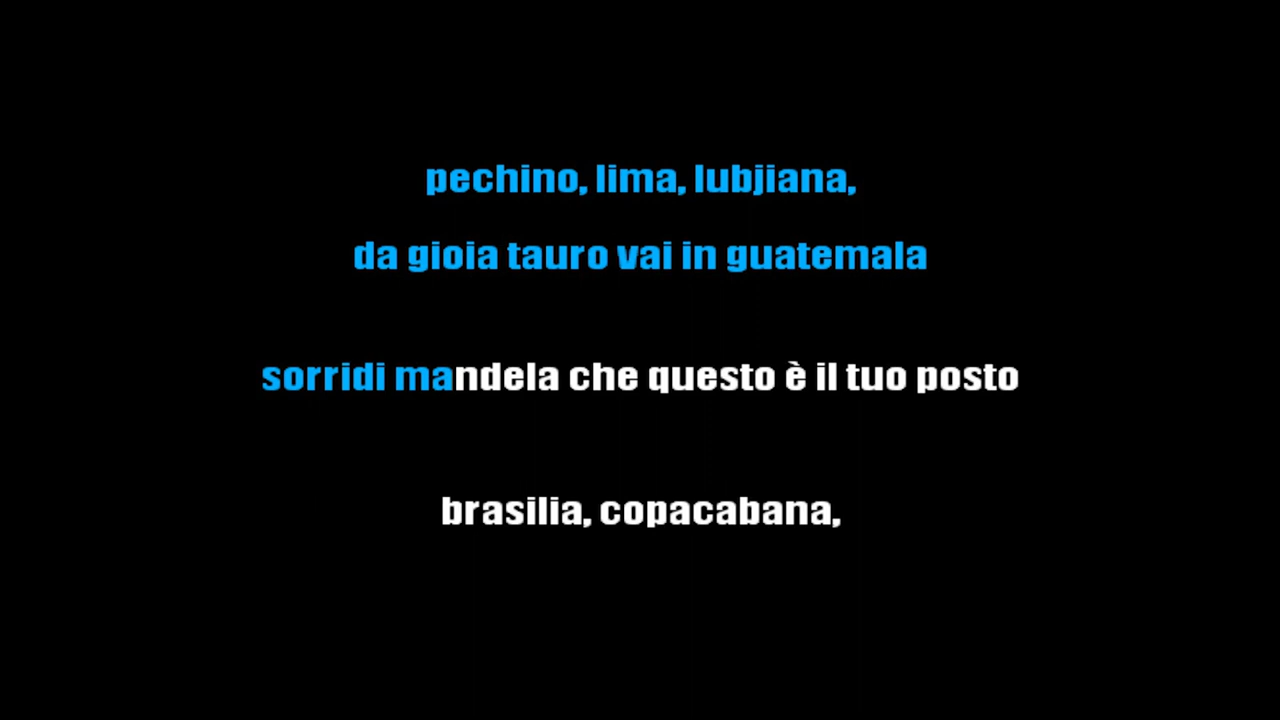 pechino, lima, lubjiana,
da gioia tauro vai in guatemala
sorridi mandela che questo è il tuo posto
brasilia, copacabana,